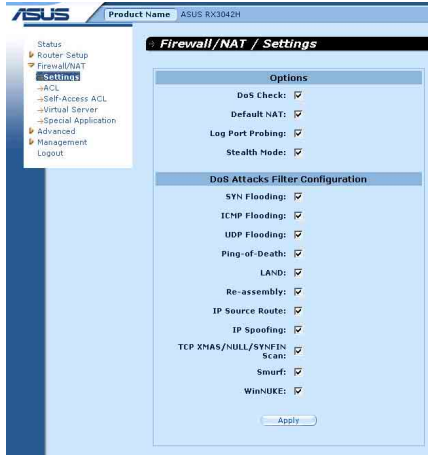 ASUS
Product Name ASUS RX3042H
Status
Router Setup
Firewall/NAT
Settings
ACL
Self-Access ACL
Virtual Server
Special Application
Advanced
Management
Logout
Firewall/NAT / Settings
Options
DoS Check:
Default NAT:
Log Port Probing:
Stealth Mode:
DoS Attacks Filter Configuration
SYN Flooding:
ICMP Flooding:
UDP Flooding:
Ping-of-Death:
LAND:
Re-assembly:
IP Source Route:
IP Spoofing:
TCP XMAS/NULL/SYNFIN
Scan:
Smurf:
WinNUKE:
Apply